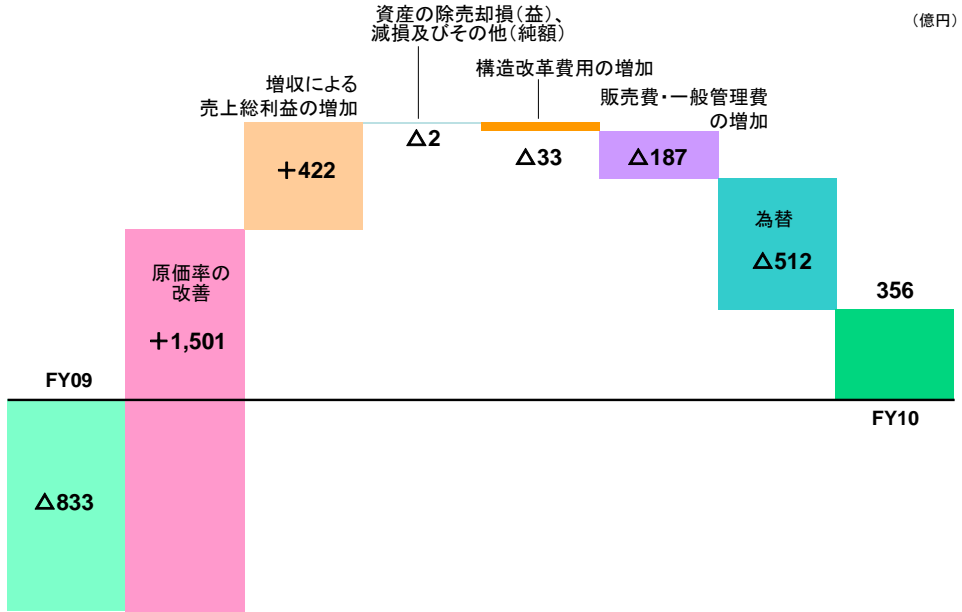 （億円）
資産の除売却損（益）、
減損及びその他（純額）
構造改革費用の増加
増収による
売上総利益の増加
販売費・一般管理費
の増加
△2
△33
△187
＋422
為替
△512
原価率の
改善
＋1,501
356
FY09
FY10
△833